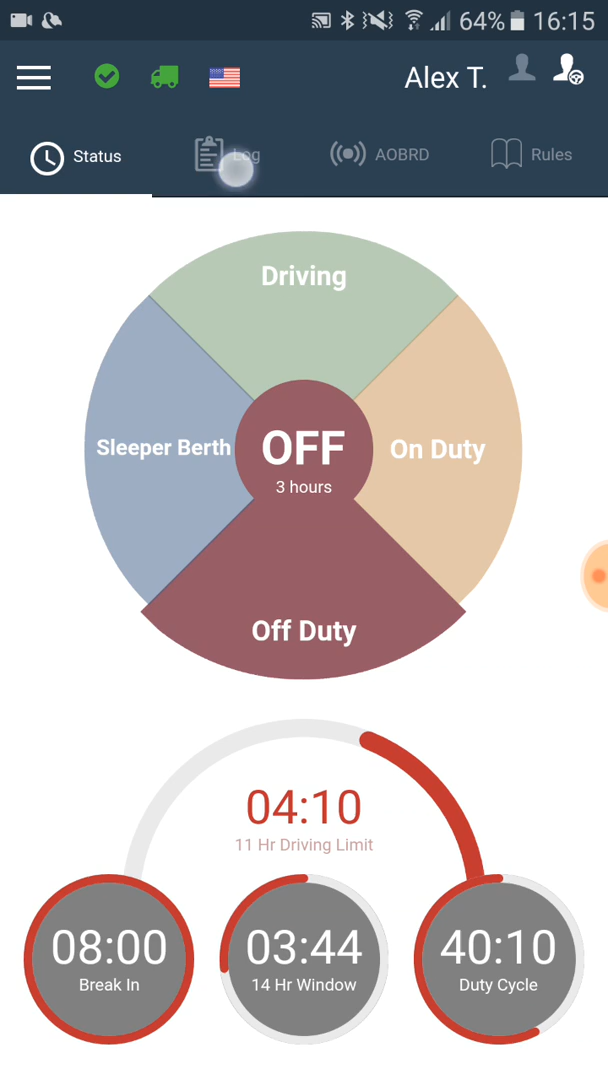 64% 16:15
Alex T.
Status
Log
AOBRD
Rules
Driving
Sleeper Berth
OFF
3 hours
On Duty
Off Duty
04:10
11 Hr Driving Limit
08:00
Break In
03:44
14 Hr Window
40:10
Duty Cycle